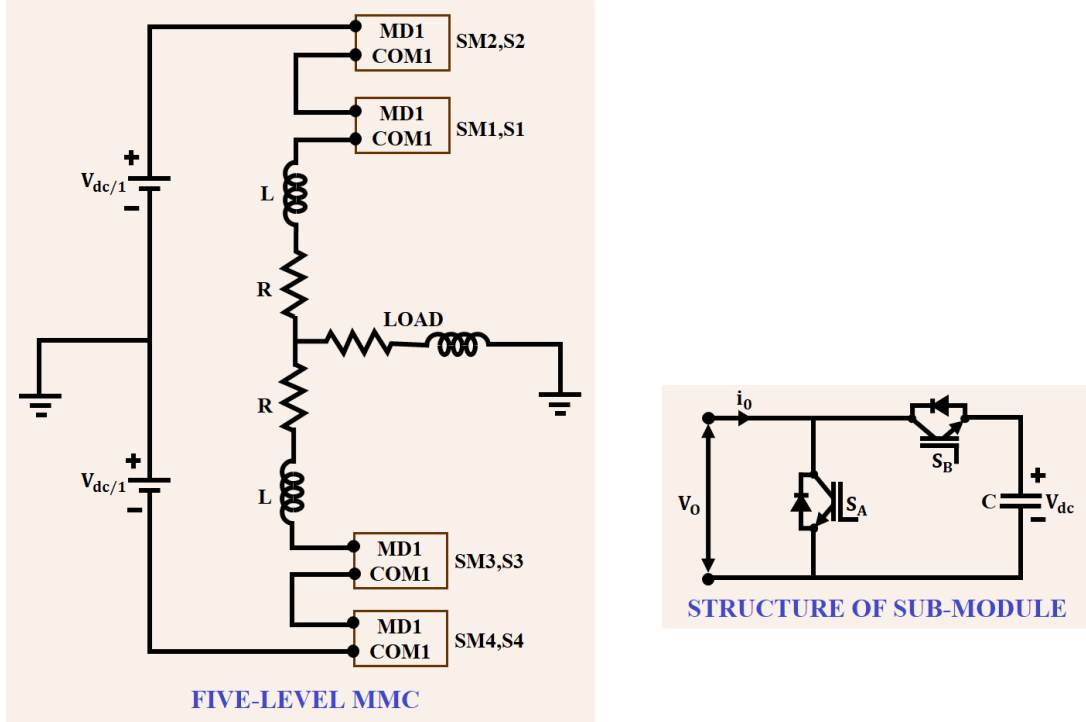 MD1
COM1
SM2,S2
MD1
COM1
SM1,S1
+
Vdc/1
−
L
R
LOAD
R
+
Vdc/1
−
L
MD1
COM1
SM3,S3
MD1
COM1
SM4,S4
FIVE-LEVEL MMC
i0
SB
VO
SA
C
+
Vdc
−
STRUCTURE OF SUB-MODULE